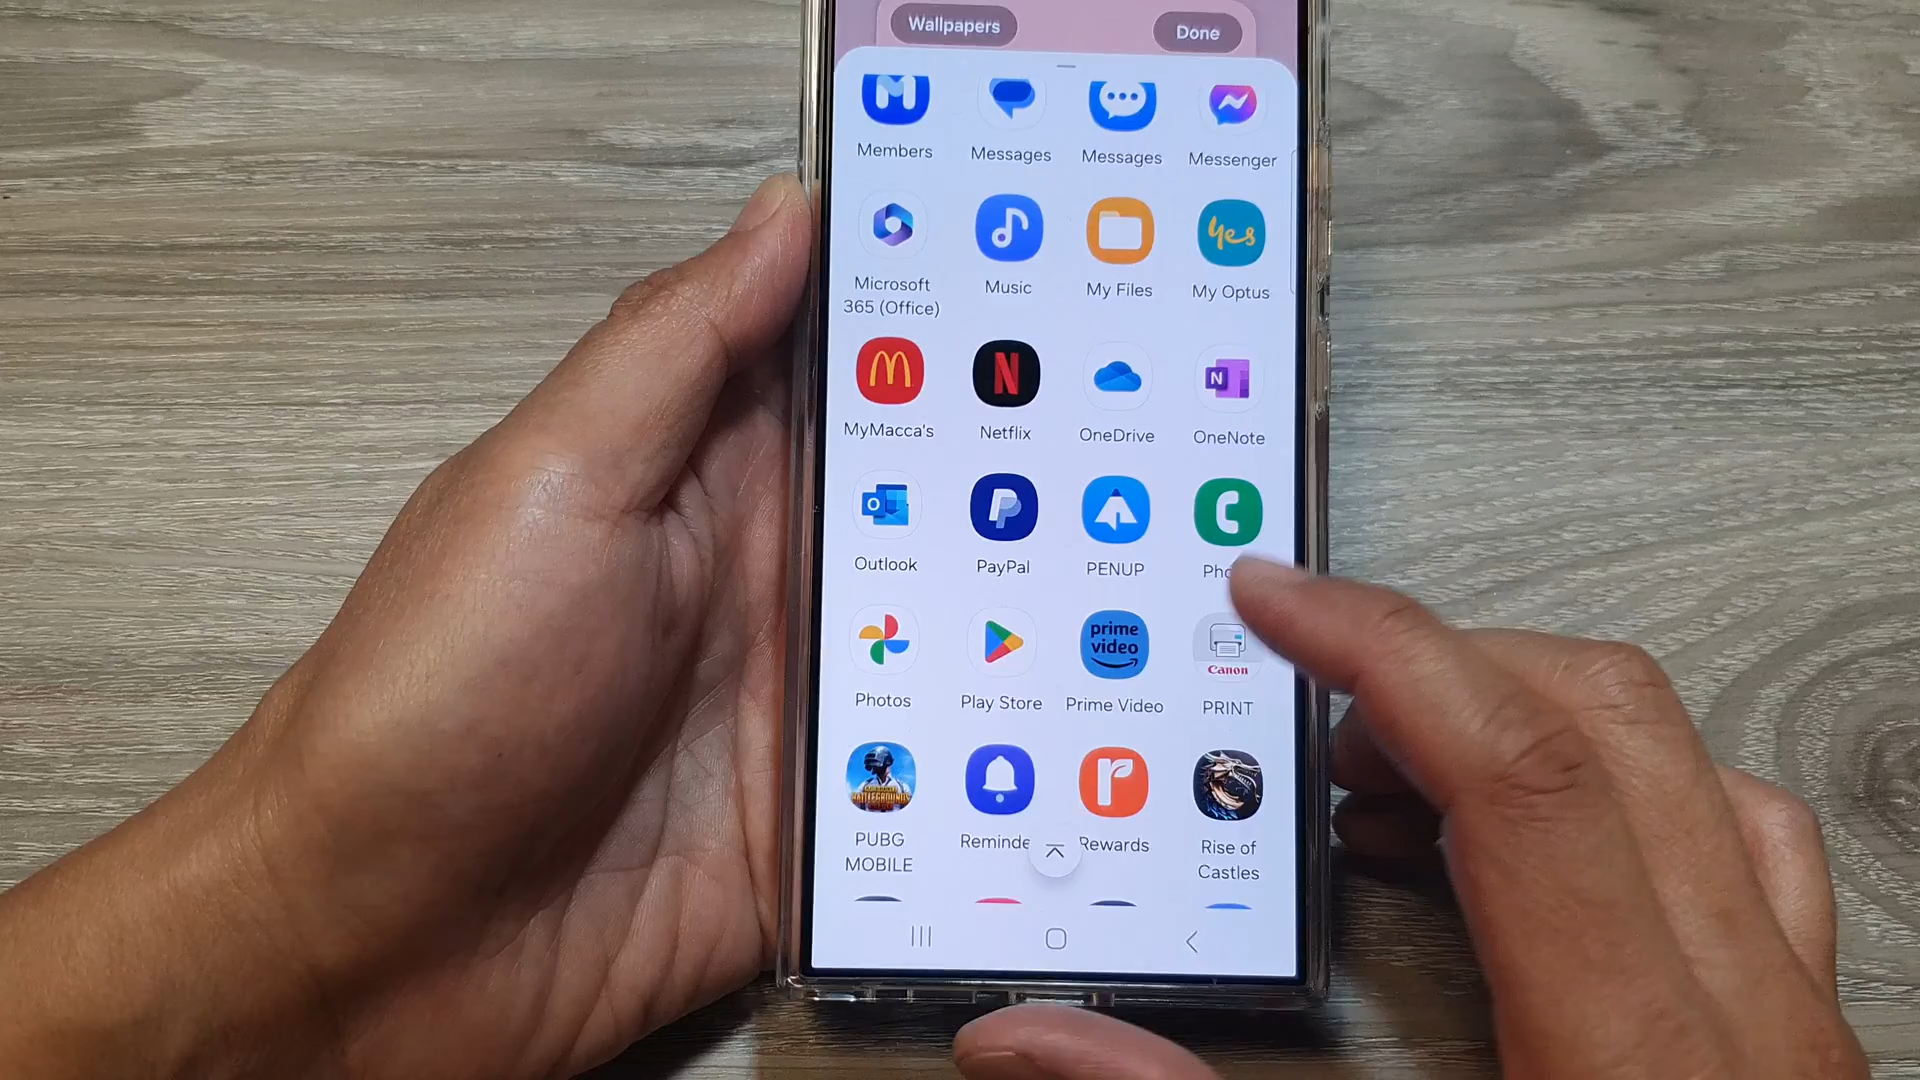 Wallpapers
Done
Members
Messages
Messages
Messenger
yes
Microsoft
365 (Office)
Music
My Files
My Optus
N
N
MyMacca's
Netflix
OneDrive
OneNote
O
Outlook
PayPal
PENUP
Pho
prime
video
Canon
Photos
Play Store
Prime Video
PRINT
BATTLEGROUNDS
r
PUBG
MOBILE
Reminde
Rewards
Rise of
Castles